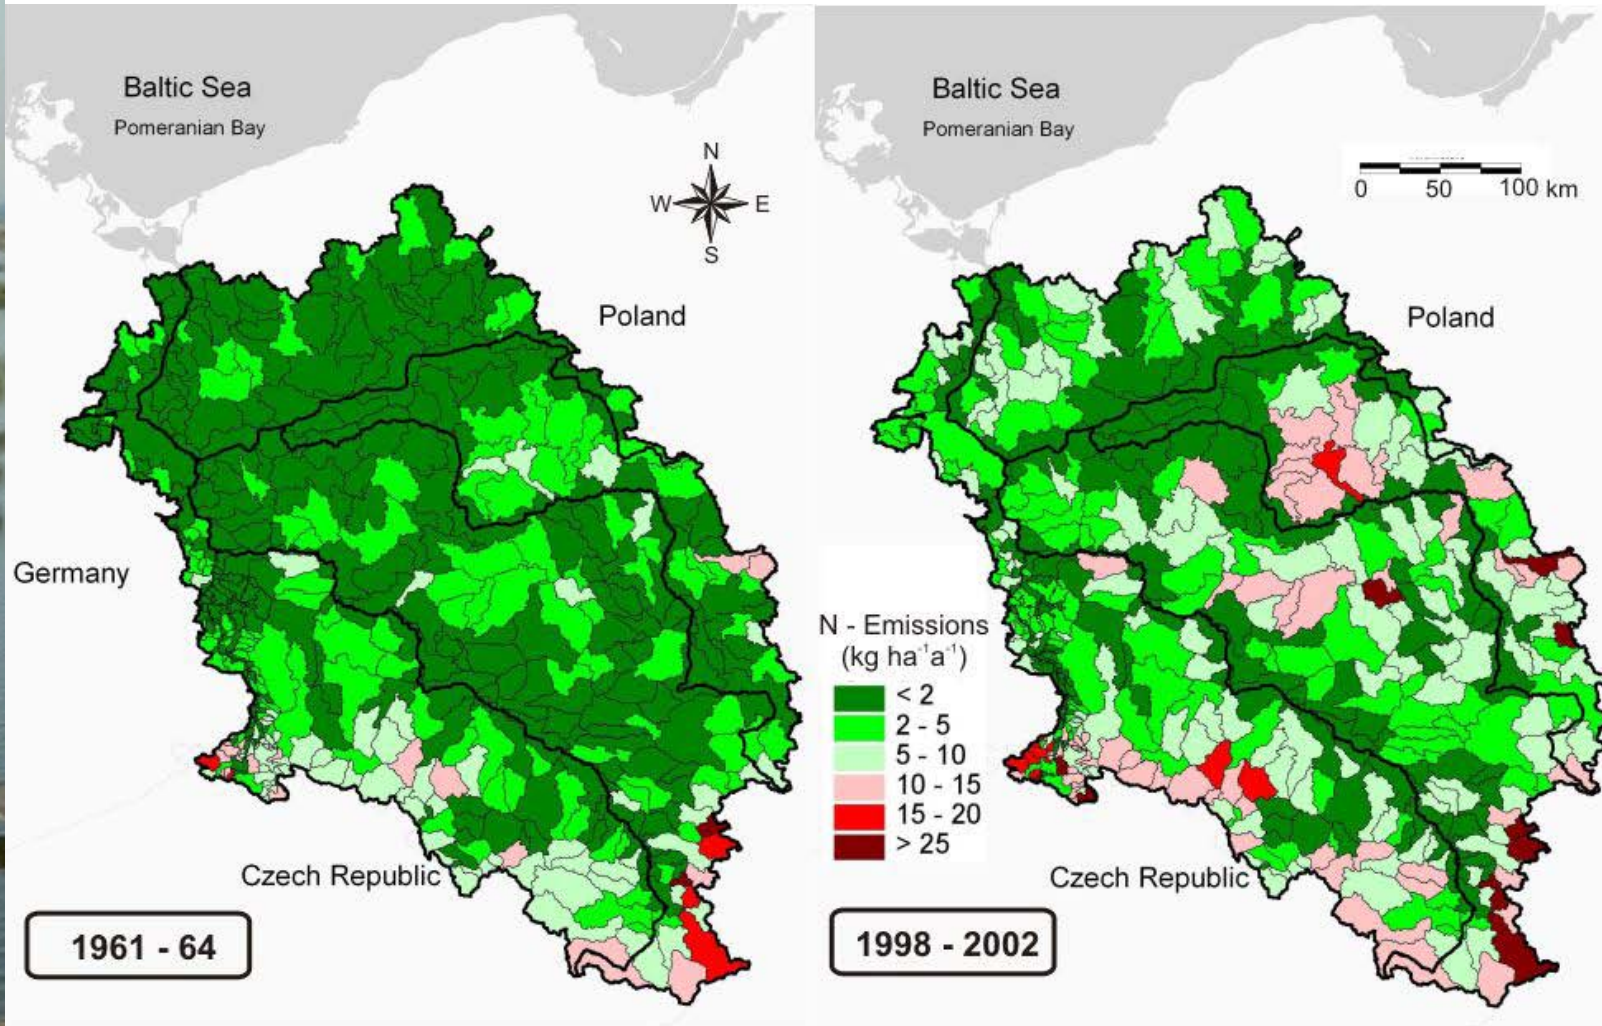 Baltic Sea
Pomeranian Bay
N
W E
S
Poland
Germany
Czech Republic
1961 - 64
Baltic Sea
Pomeranian Bay
0 50 100 km
Poland
N - Emissions
(kg ha⁻¹a⁻¹)
< 2
2 - 5
5 - 10
10 - 15
15 - 20
> 25
Czech Republic
1998 - 2002